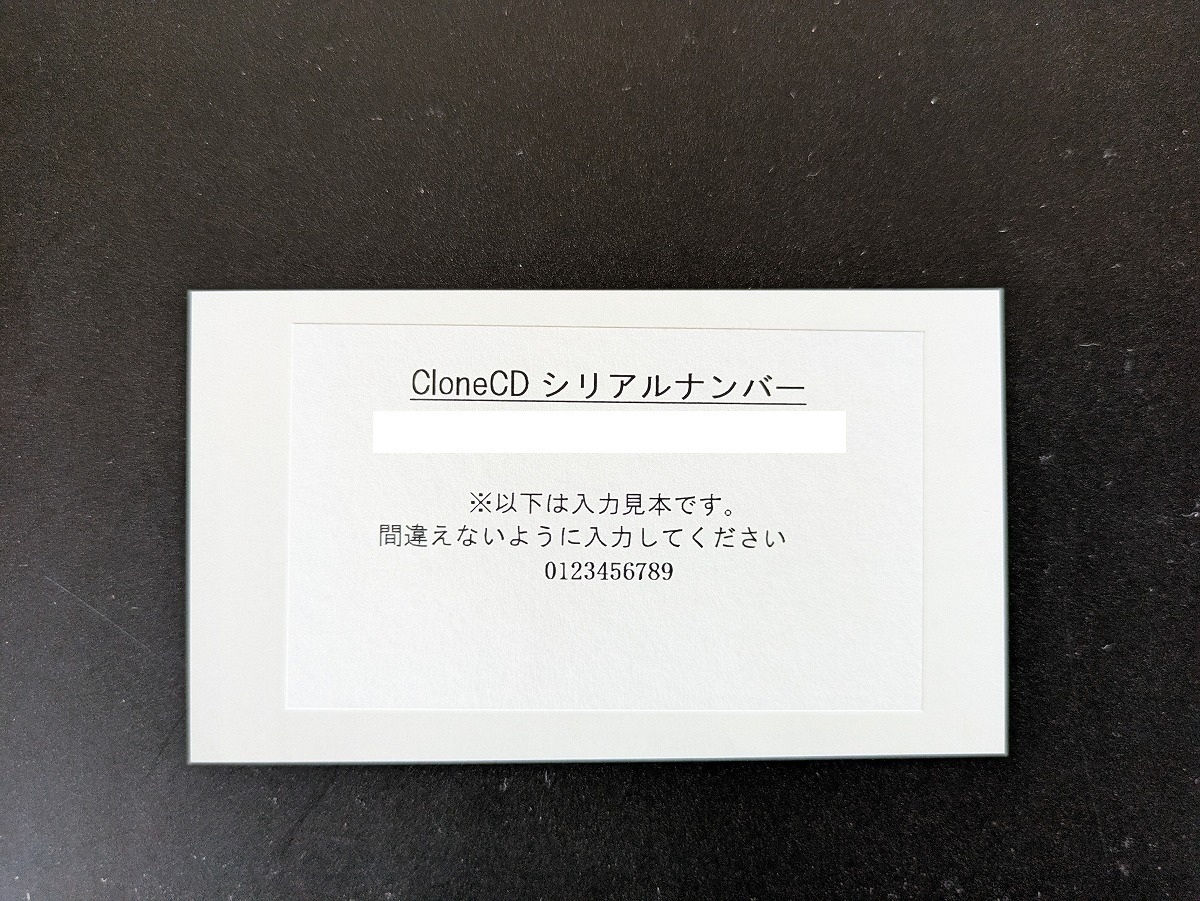 CloneCD シリアルナンバー
※以下は入力見本です。
間違えないように入力してください
0123456789